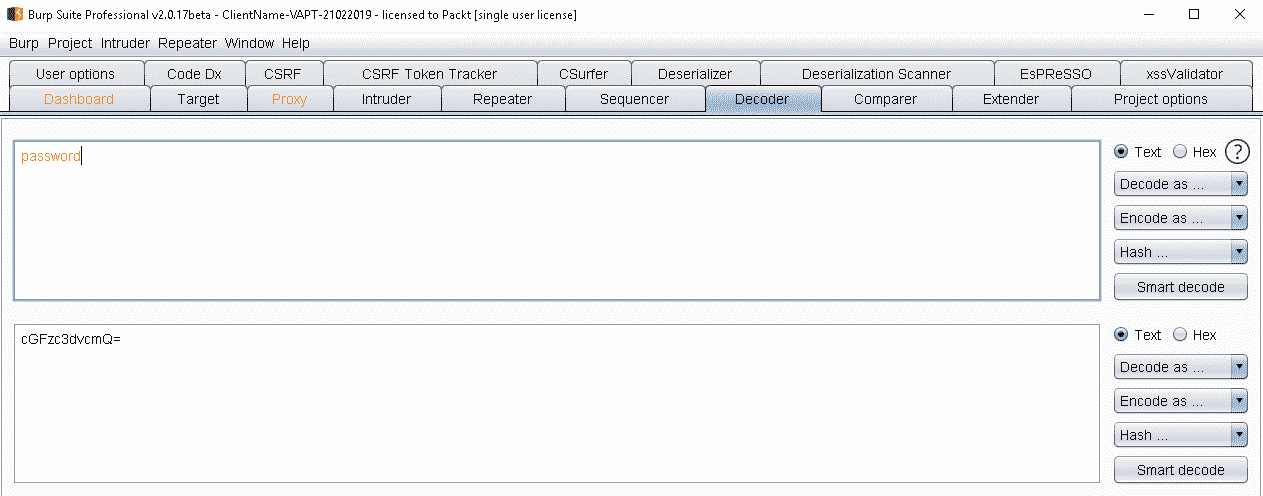 Burp Suite Professional v2.0.17beta - ClientName-VAPT-21022019 - licensed to Packt [single user license]
Burp Project Intruder Repeater Window Help
User options Code Dx CSRF CSRF Token Tracker CSurfer Deserializer Deserialization Scanner EsPReSSO xssValidator
Dashboard Target Proxy Intruder Repeater Sequencer Decoder Comparer Extender Project options
password
Text Hex ?
Decode as ...
Encode as ...
Hash ...
Smart decode
cGFzc3dvcmQ=
Text Hex
Decode as ...
Encode as ...
Hash ...
Smart decode